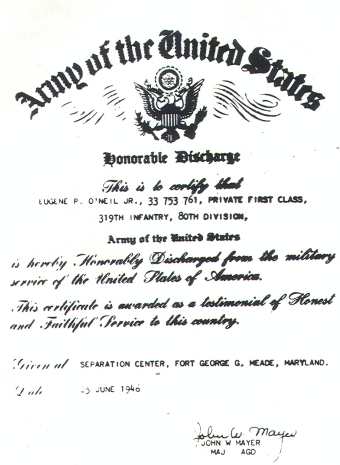 Army of the United States
Honorable Discharge
This is to certify that
EUGENE P. O'NEIL JR., 33 753 761, PRIVATE FIRST CLASS,
319TH INFANTRY, 80TH DIVISION,
Army of the United States
is hereby Honorably Discharged from the military
service of the United States of America.
This certificate is awarded as a testimonial of Honest
and Faithful Service to this country.
Given at SEPARATION CENTER, FORT GEORGE G. MEADE, MARYLAND.
Date JUNE 1946
John W Mayer
JOHN W MAYER
MAJ AGD